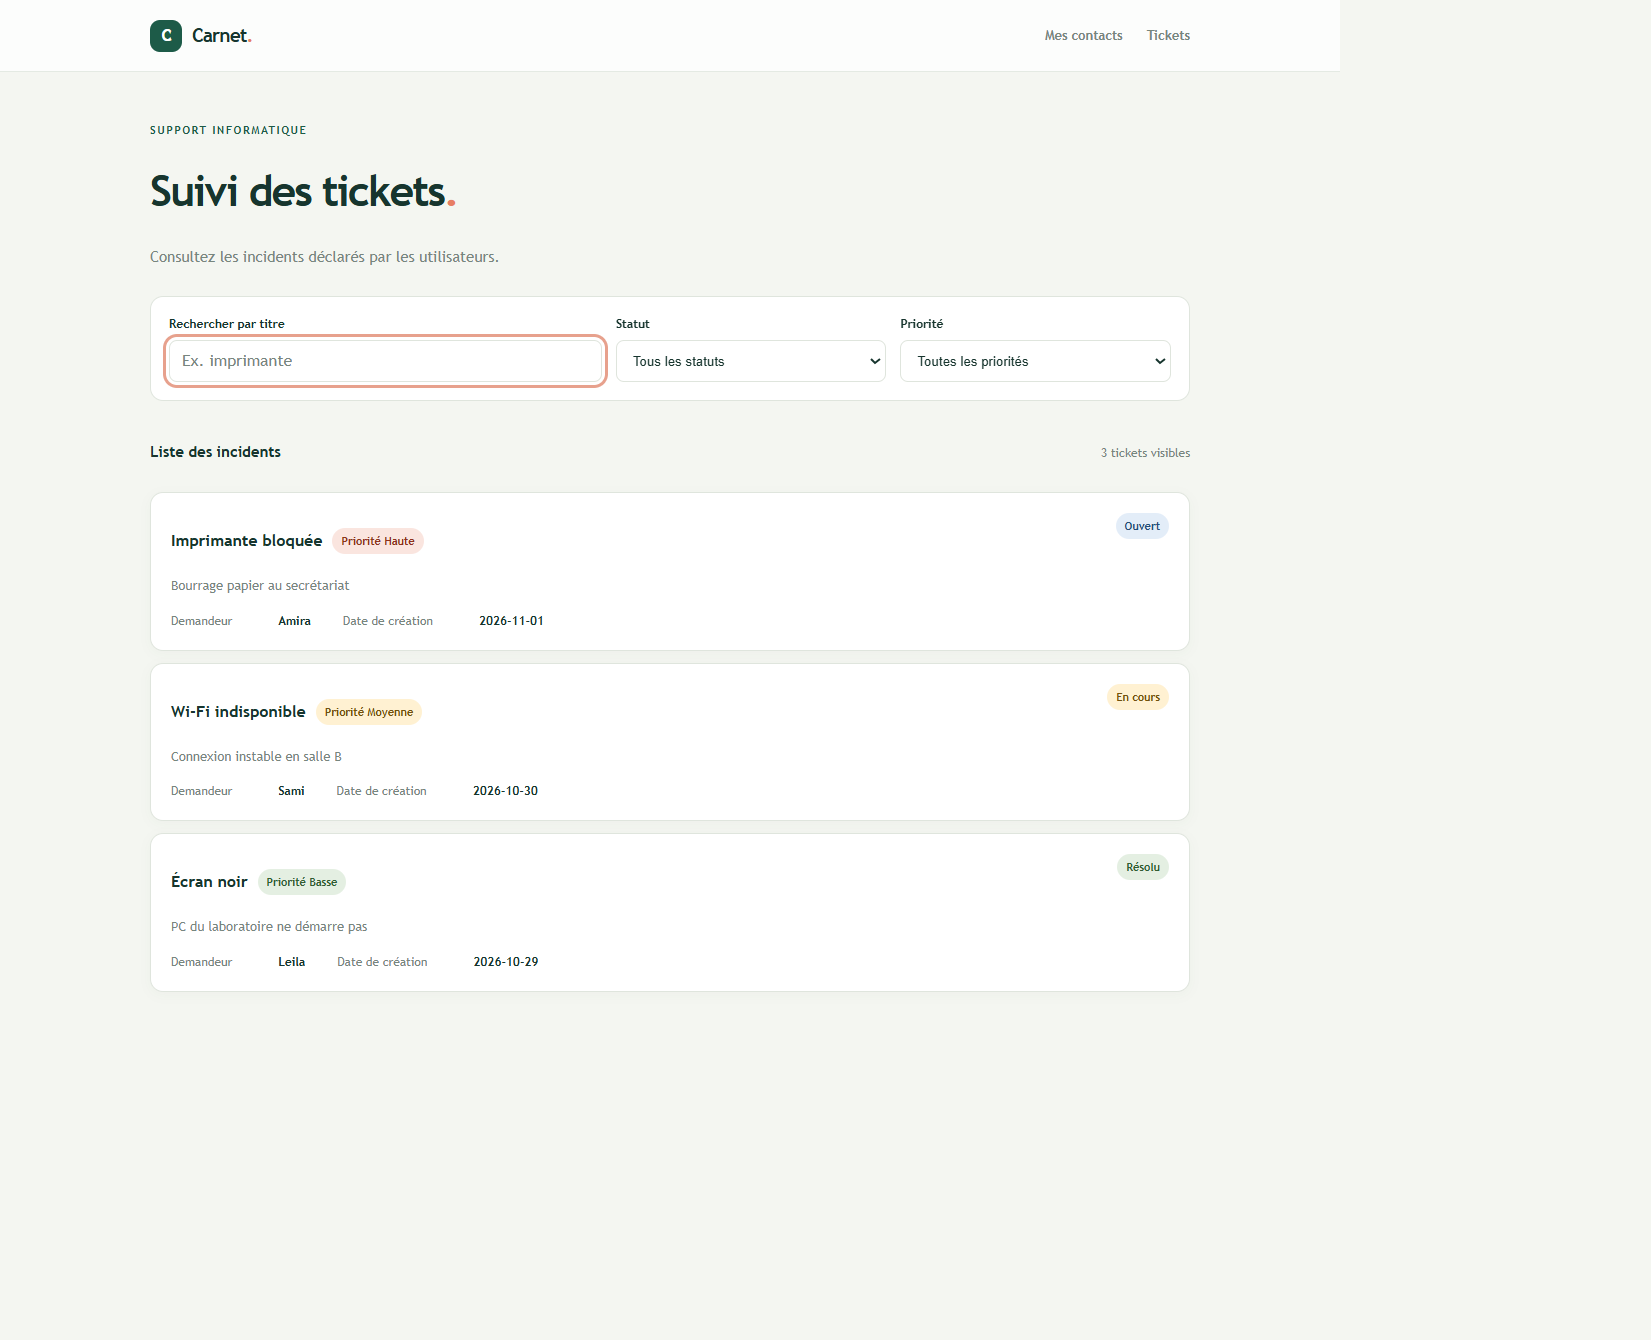 C Carnet.
Mes contacts Tickets
SUPPORT INFORMATIQUE
Suivi des tickets.
Consultez les incidents déclarés par les utilisateurs.
Rechercher par titre Statut Priorité
Ex. imprimante Tous les statuts Toutes les priorités
Liste des incidents 3 tickets visibles
Ouvert
Imprimante bloquée Priorité Haute
Bourrage papier au secrétariat
Demandeur Amira Date de création 2026-11-01
En cours
Wi-Fi indisponible Priorité Moyenne
Connexion instable en salle B
Demandeur Sami Date de création 2026-10-30
Résolu
Écran noir Priorité Basse
PC du laboratoire ne démarre pas
Demandeur Leila Date de création 2026-10-29